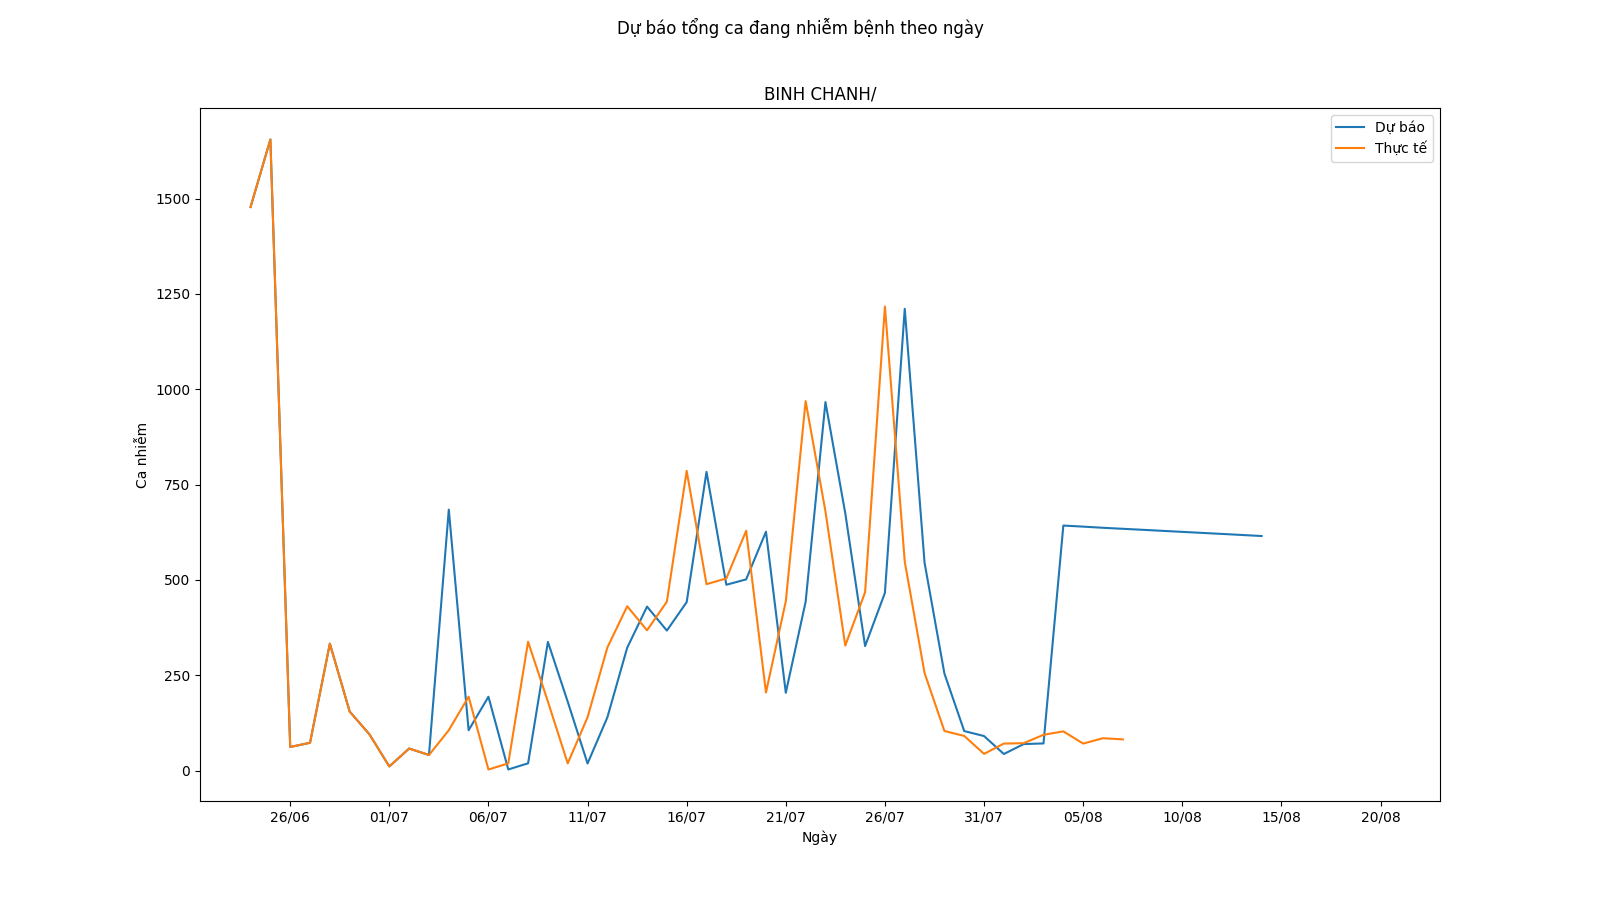 Dự báo tổng ca đang nhiễm bệnh theo ngày
BINH CHANH/
Dự báo
Thực tế
1500
1250
1000
750
500
250
0
Ca nhiễm
26/06 01/07 06/07 11/07 16/07 21/07 26/07 31/07 05/08 10/08 15/08 20/08
Ngày